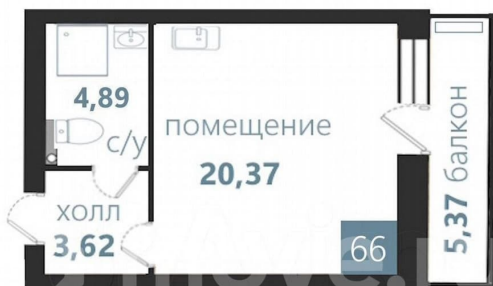 4,89
с/у
помещение
20,37
холл
3,62
66
5,37 балкон